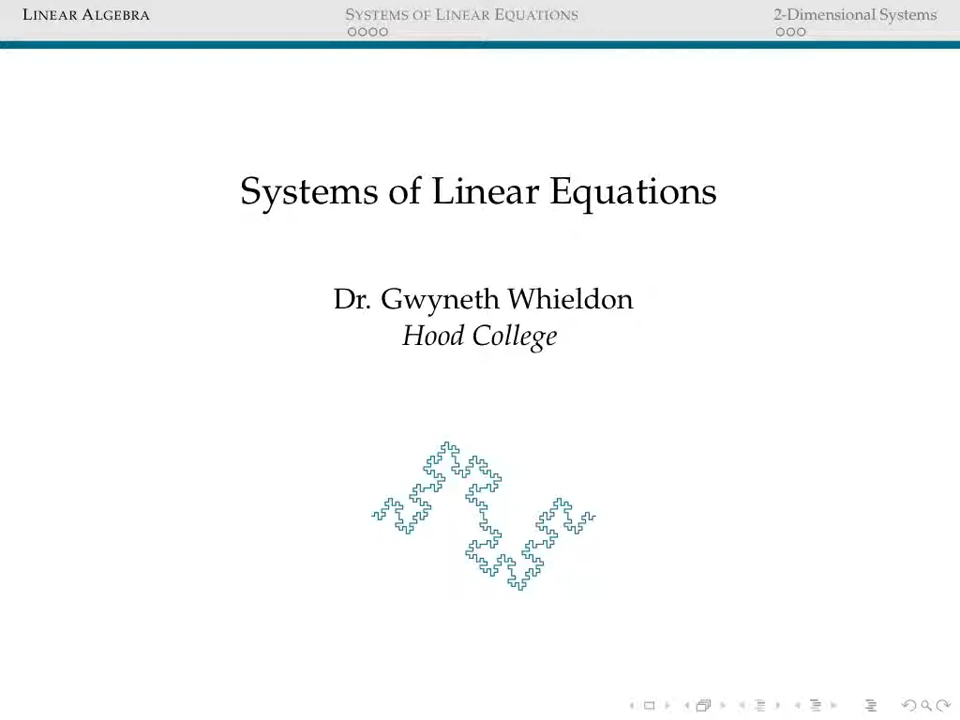 LINEAR ALGEBRA
SYSTEMS OF LINEAR EQUATIONS
2-Dimensional Systems
Systems of Linear Equations
Dr. Gwyneth Whieldon
Hood College